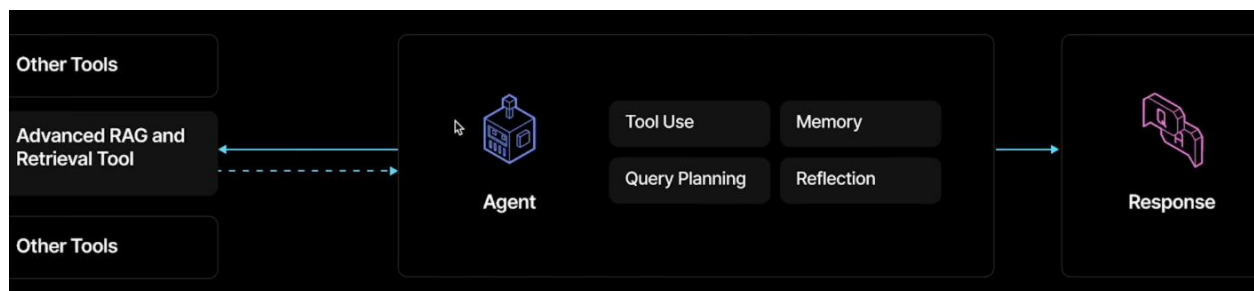 Other Tools
Advanced RAG and
Retrieval Tool
Other Tools
Agent
Tool Use
Memory
Query Planning
Reflection
Q
A
Response